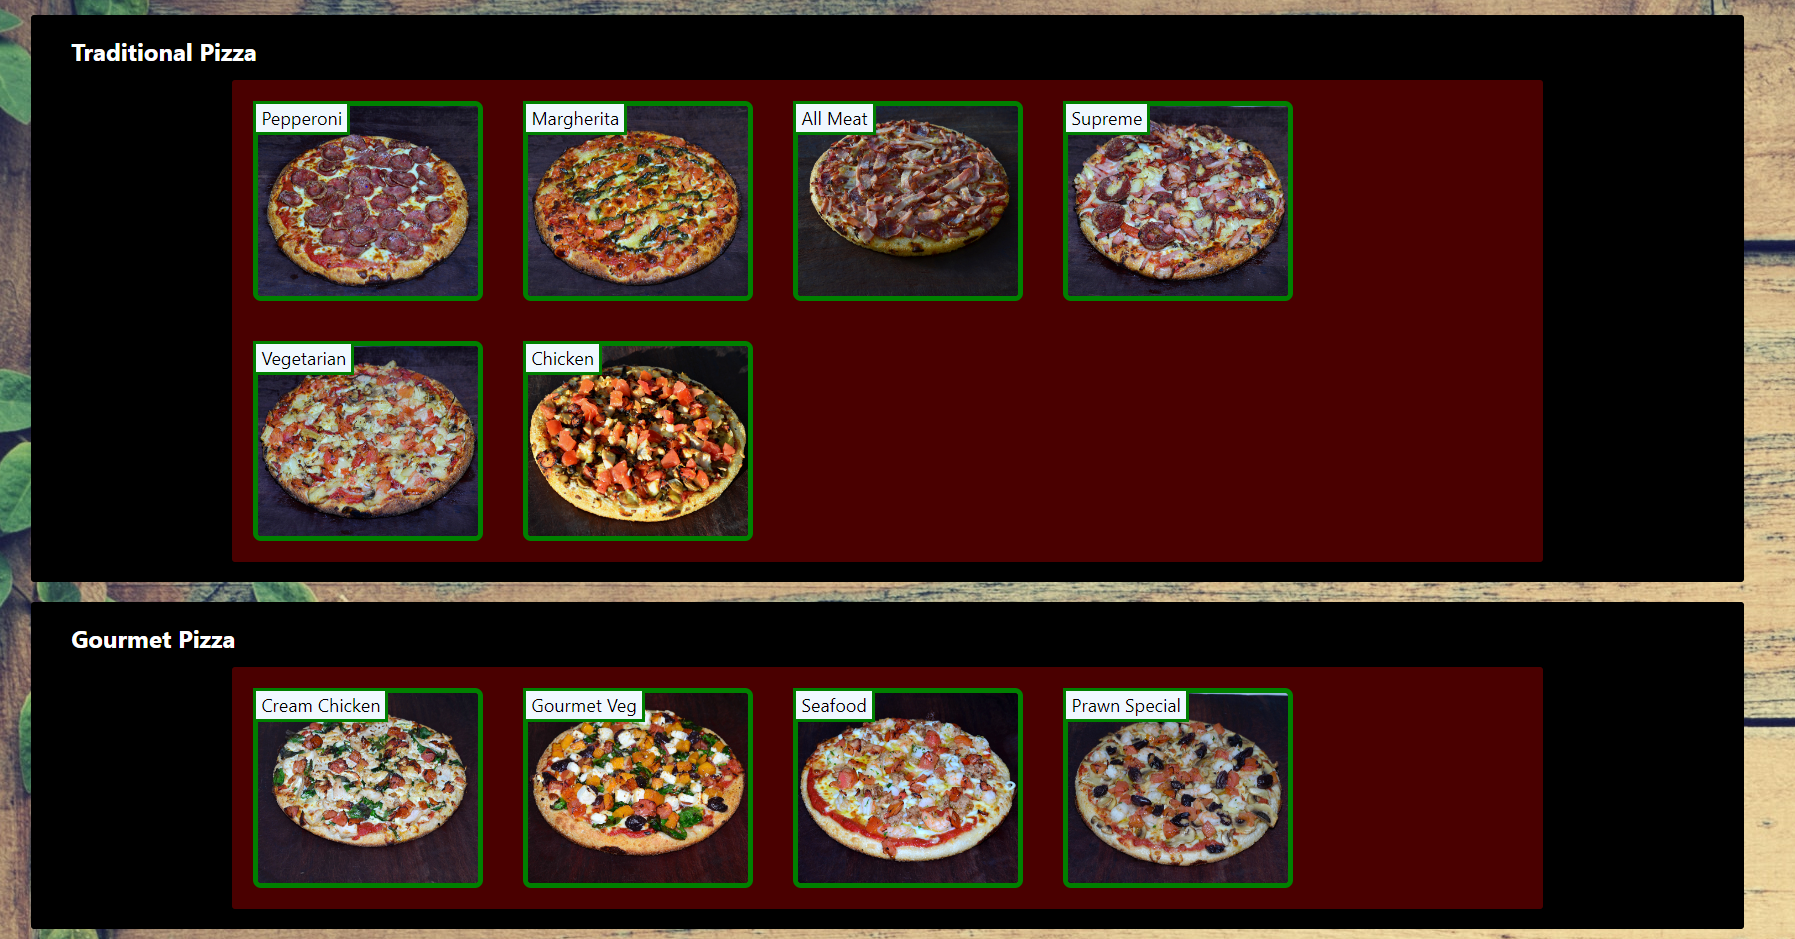 Traditional Pizza
Pepperoni
Margherita
All Meat
Supreme
Vegetarian
Chicken
Gourmet Pizza
Cream Chicken
Gourmet Veg
Seafood
Prawn Special